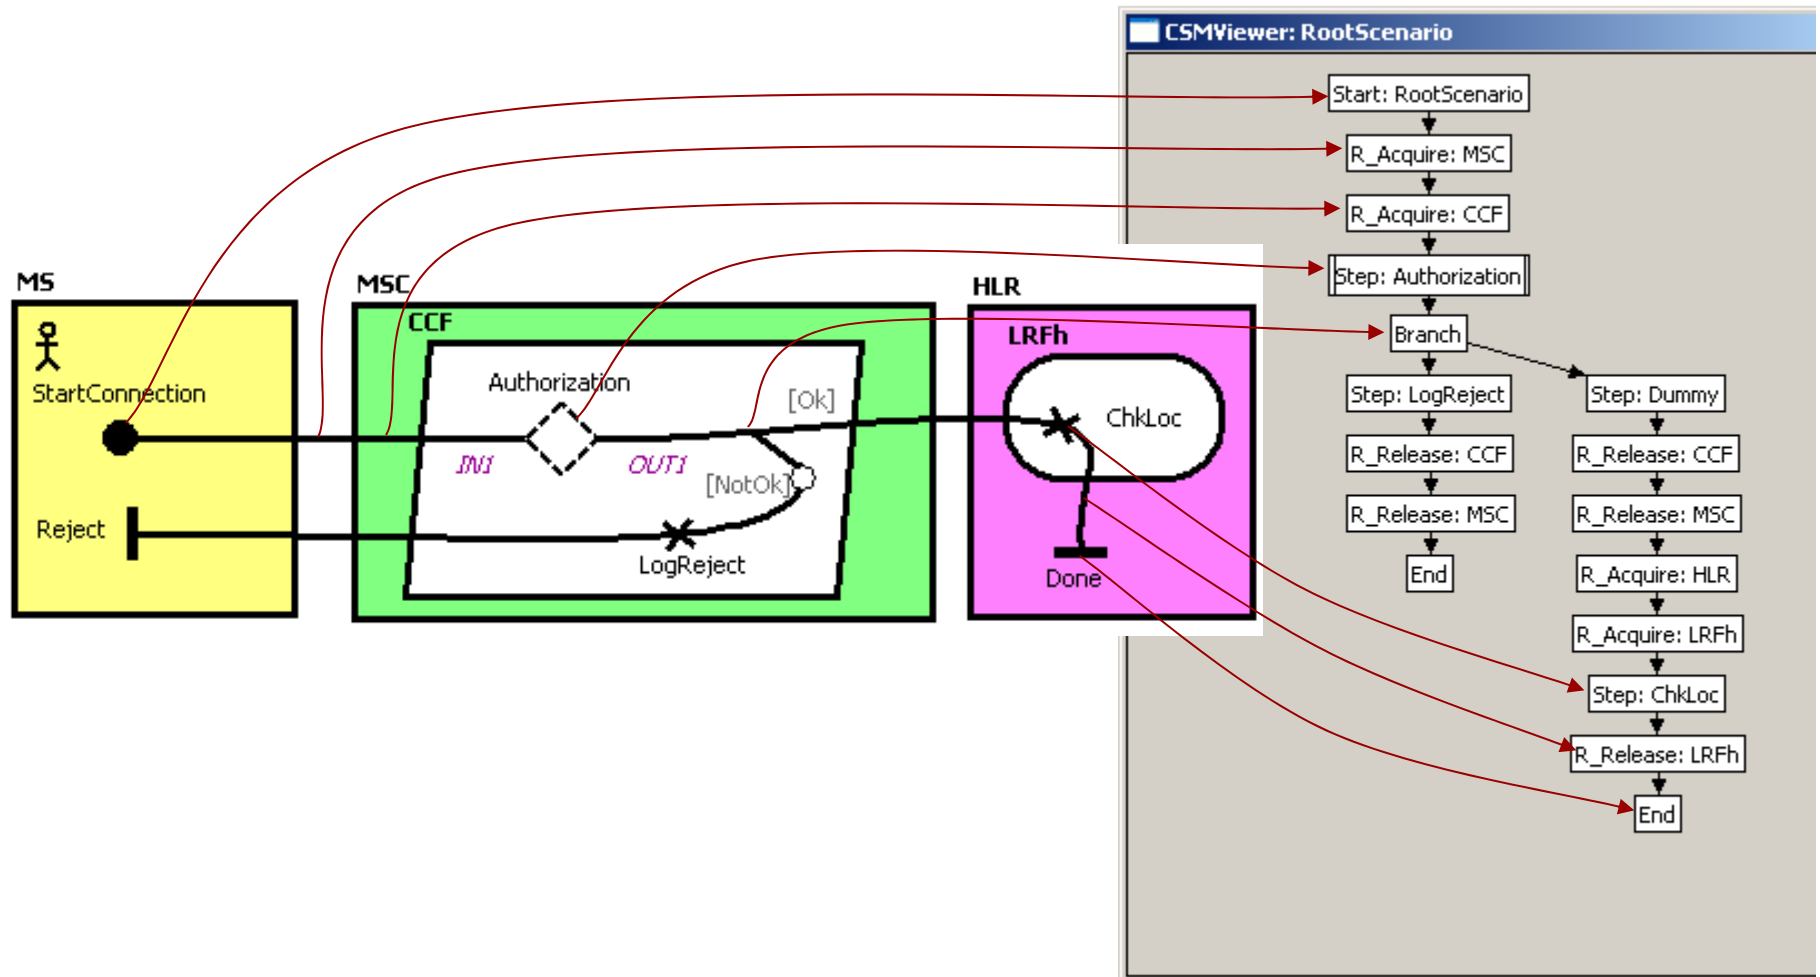 CSMViewer: RootScenario
MS
StartConnection
Reject
MSC
CCF
Authorization
IN1
OUT1
[Ok]
[NotOk]
LogReject
HLR
LRFh
ChkLoc
Done
Start: RootScenario
R_Acquire: MSC
R_Acquire: CCF
Step: Authorization
Branch
Step: LogReject
R_Release: CCF
R_Release: MSC
End
Step: Dummy
R_Release: CCF
R_Release: MSC
R_Acquire: HLR
R_Acquire: LRFh
Step: ChkLoc
R_Release: LRFh
End